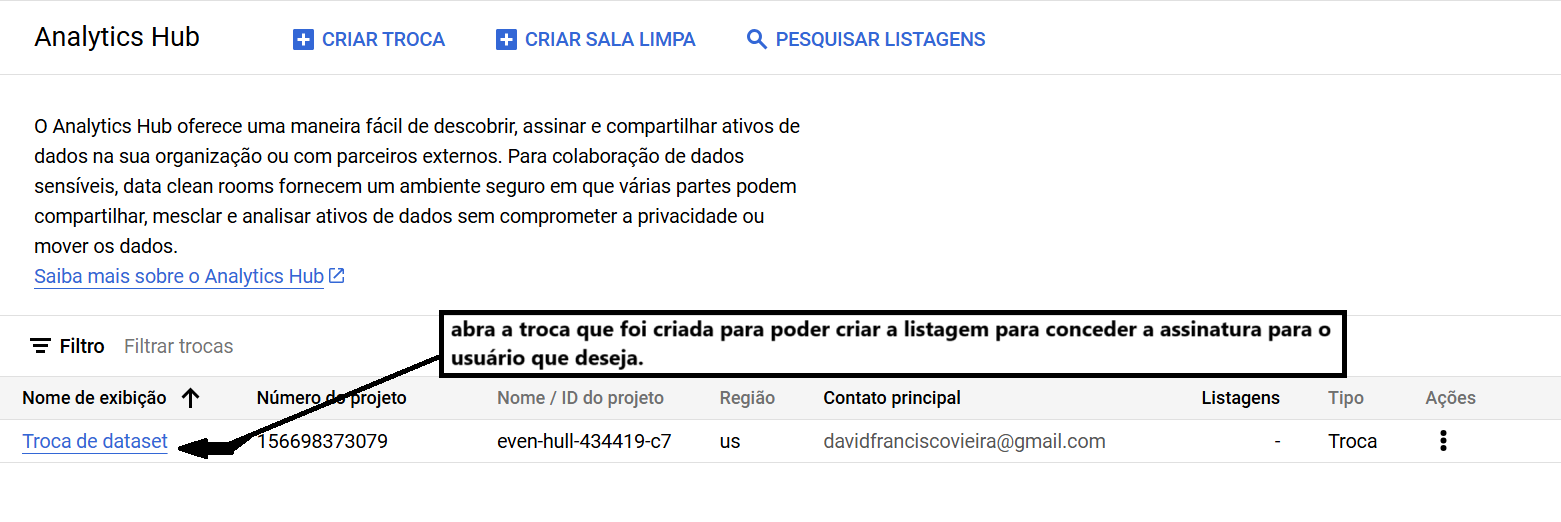 Analytics Hub CRIAR TROCA CRIAR SALA LIMPA PESQUISAR LISTAGENS
O Analytics Hub oferece uma maneira fácil de descobrir, assinar e compartilhar ativos de
dados na sua organização ou com parceiros externos. Para colaboração de dados
sensíveis, data clean rooms fornecem um ambiente seguro em que várias partes podem
compartilhar, mesclar e analisar ativos de dados sem comprometer a privacidade ou
mover os dados.
Saiba mais sobre o Analytics Hub
abra a troca que foi criada para poder criar a listagem para conceder a assinatura para o
usuário que deseja.
Filtro Filtrar trocas
Nome de exibição Número do projeto Nome / ID do projeto Região Contato principal Listagens Tipo Ações
Troca de dataset 156698373079 even-hull-434419-c7 us davidfranciscovieira@gmail.com - Troca